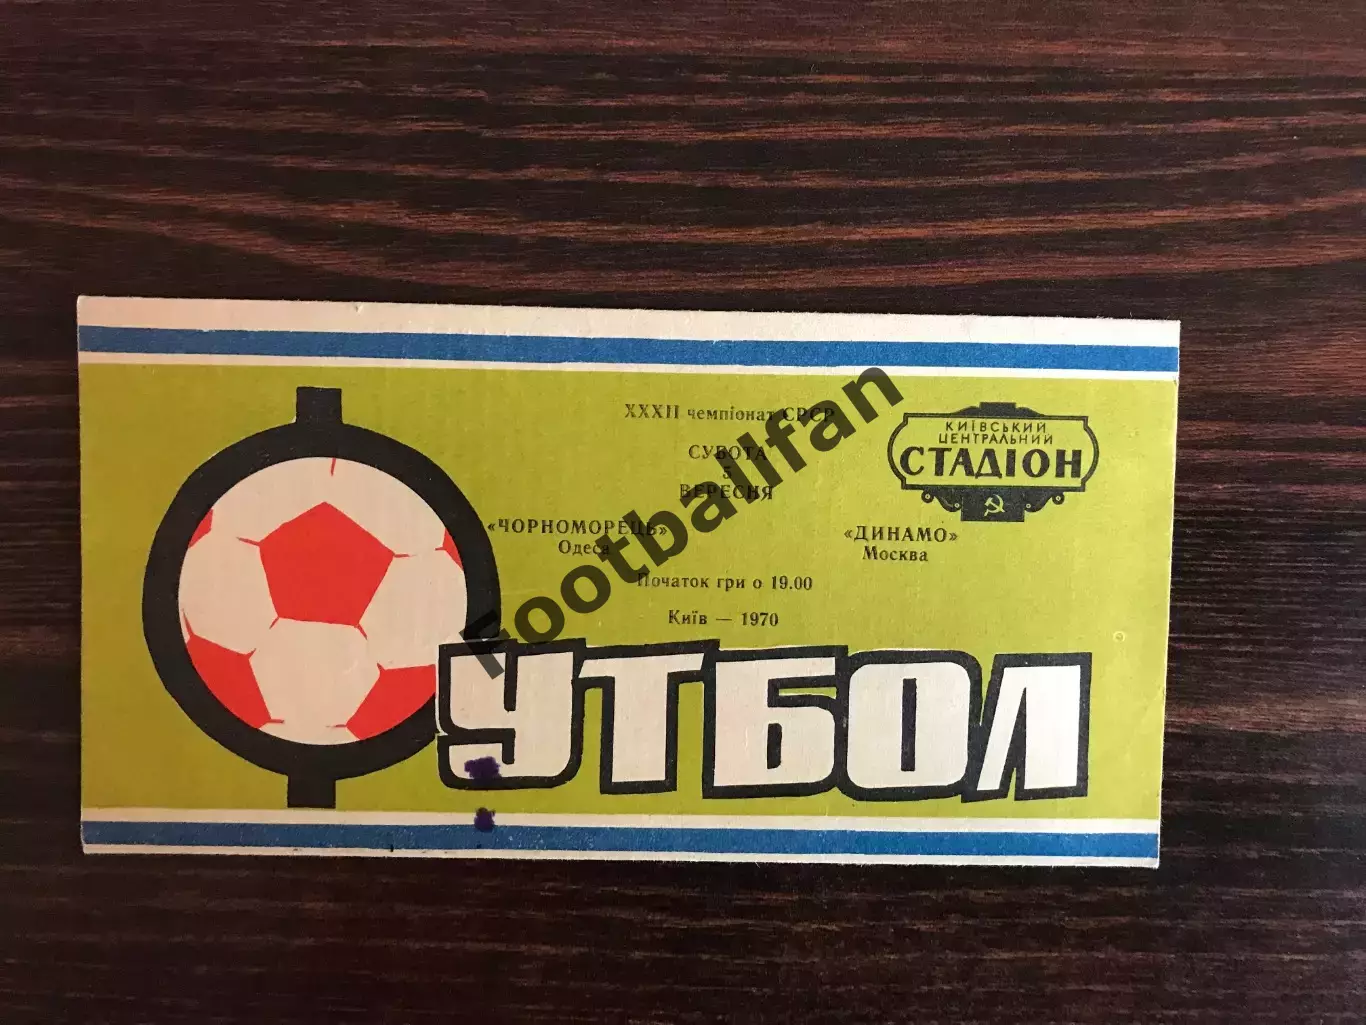 XXXII чемпіонат СРСР
СУБОТА
5
ВЕРЕСНЯ
«ЧОРНОМОРЕЦЬ»
Одеса
«ДИНАМО»
Москва
Початок гри о 19.00
Київ — 1970
КИЇВСЬКИЙ
ЦЕНТРАЛЬНИЙ
СТАДІОН
ФУТБОЛ
Footballfan